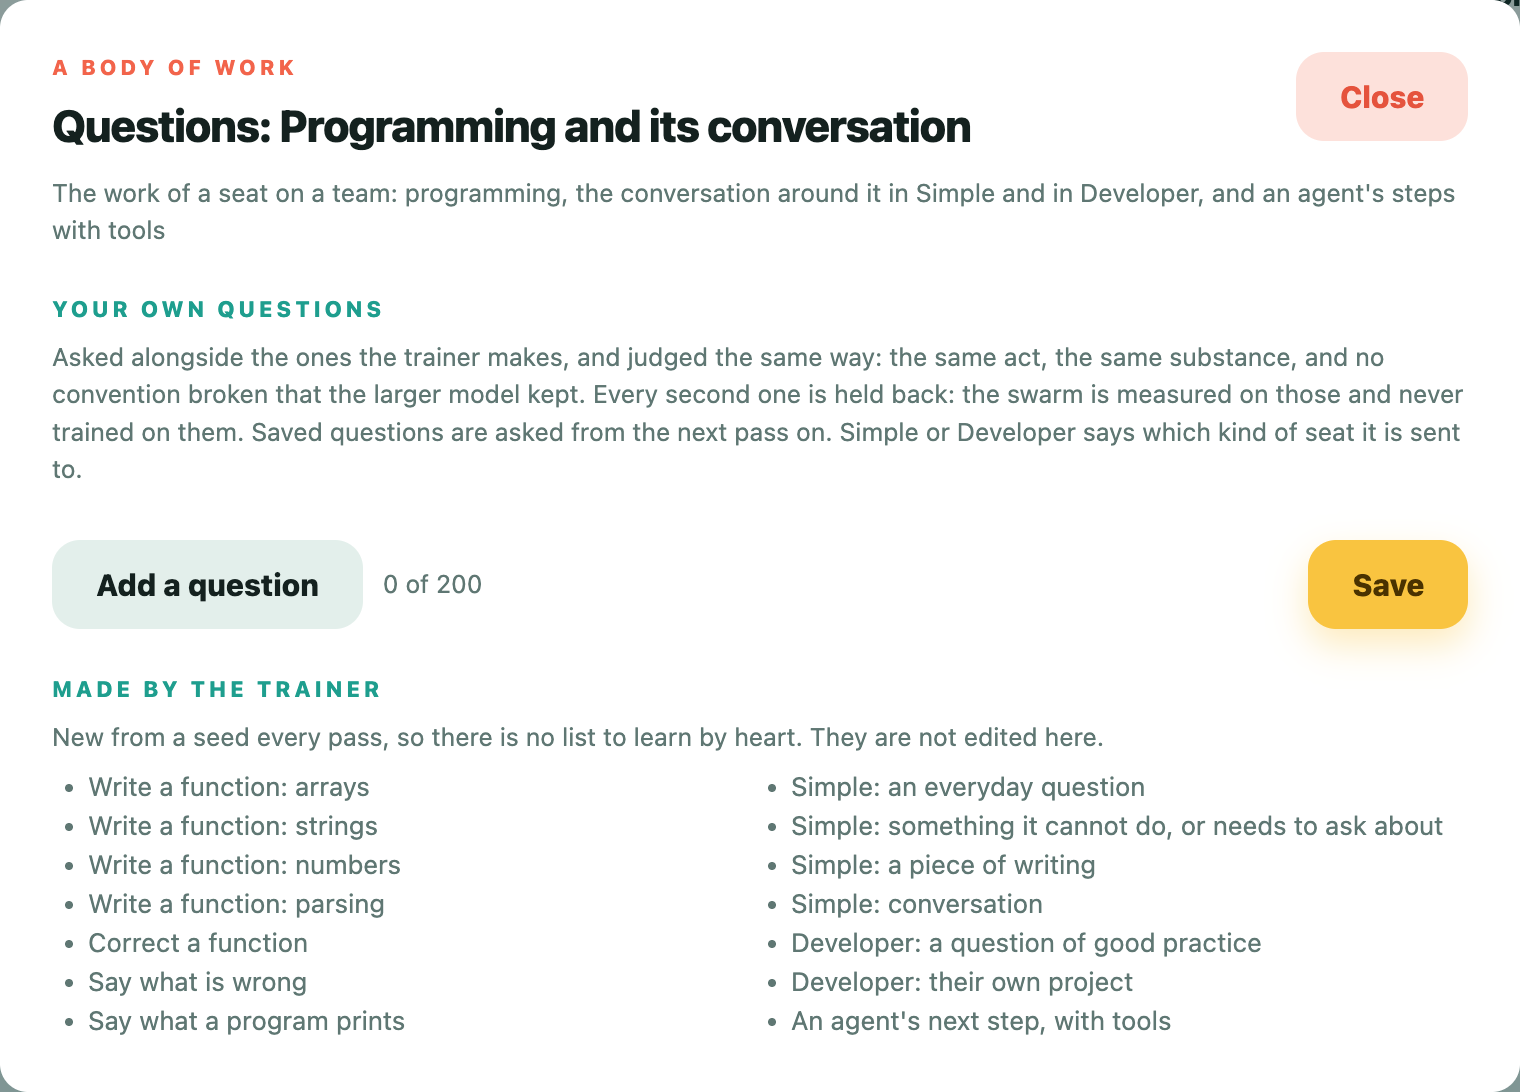 A BODY OF WORK
Close
Questions: Programming and its conversation
The work of a seat on a team: programming, the conversation around it in Simple and in Developer, and an agent's steps
with tools
YOUR OWN QUESTIONS
Asked alongside the ones the trainer makes, and judged the same way: the same act, the same substance, and no
convention broken that the larger model kept. Every second one is held back: the swarm is measured on those and never
trained on them. Saved questions are asked from the next pass on. Simple or Developer says which kind of seat it is sent
to.
Add a question
0 of 200
Save
MADE BY THE TRAINER
New from a seed every pass, so there is no list to learn by heart. They are not edited here.
• Write a function: arrays
• Write a function: strings
• Write a function: numbers
• Write a function: parsing
• Correct a function
• Say what is wrong
• Say what a program prints
• Simple: an everyday question
• Simple: something it cannot do, or needs to ask about
• Simple: a piece of writing
• Simple: conversation
• Developer: a question of good practice
• Developer: their own project
• An agent's next step, with tools